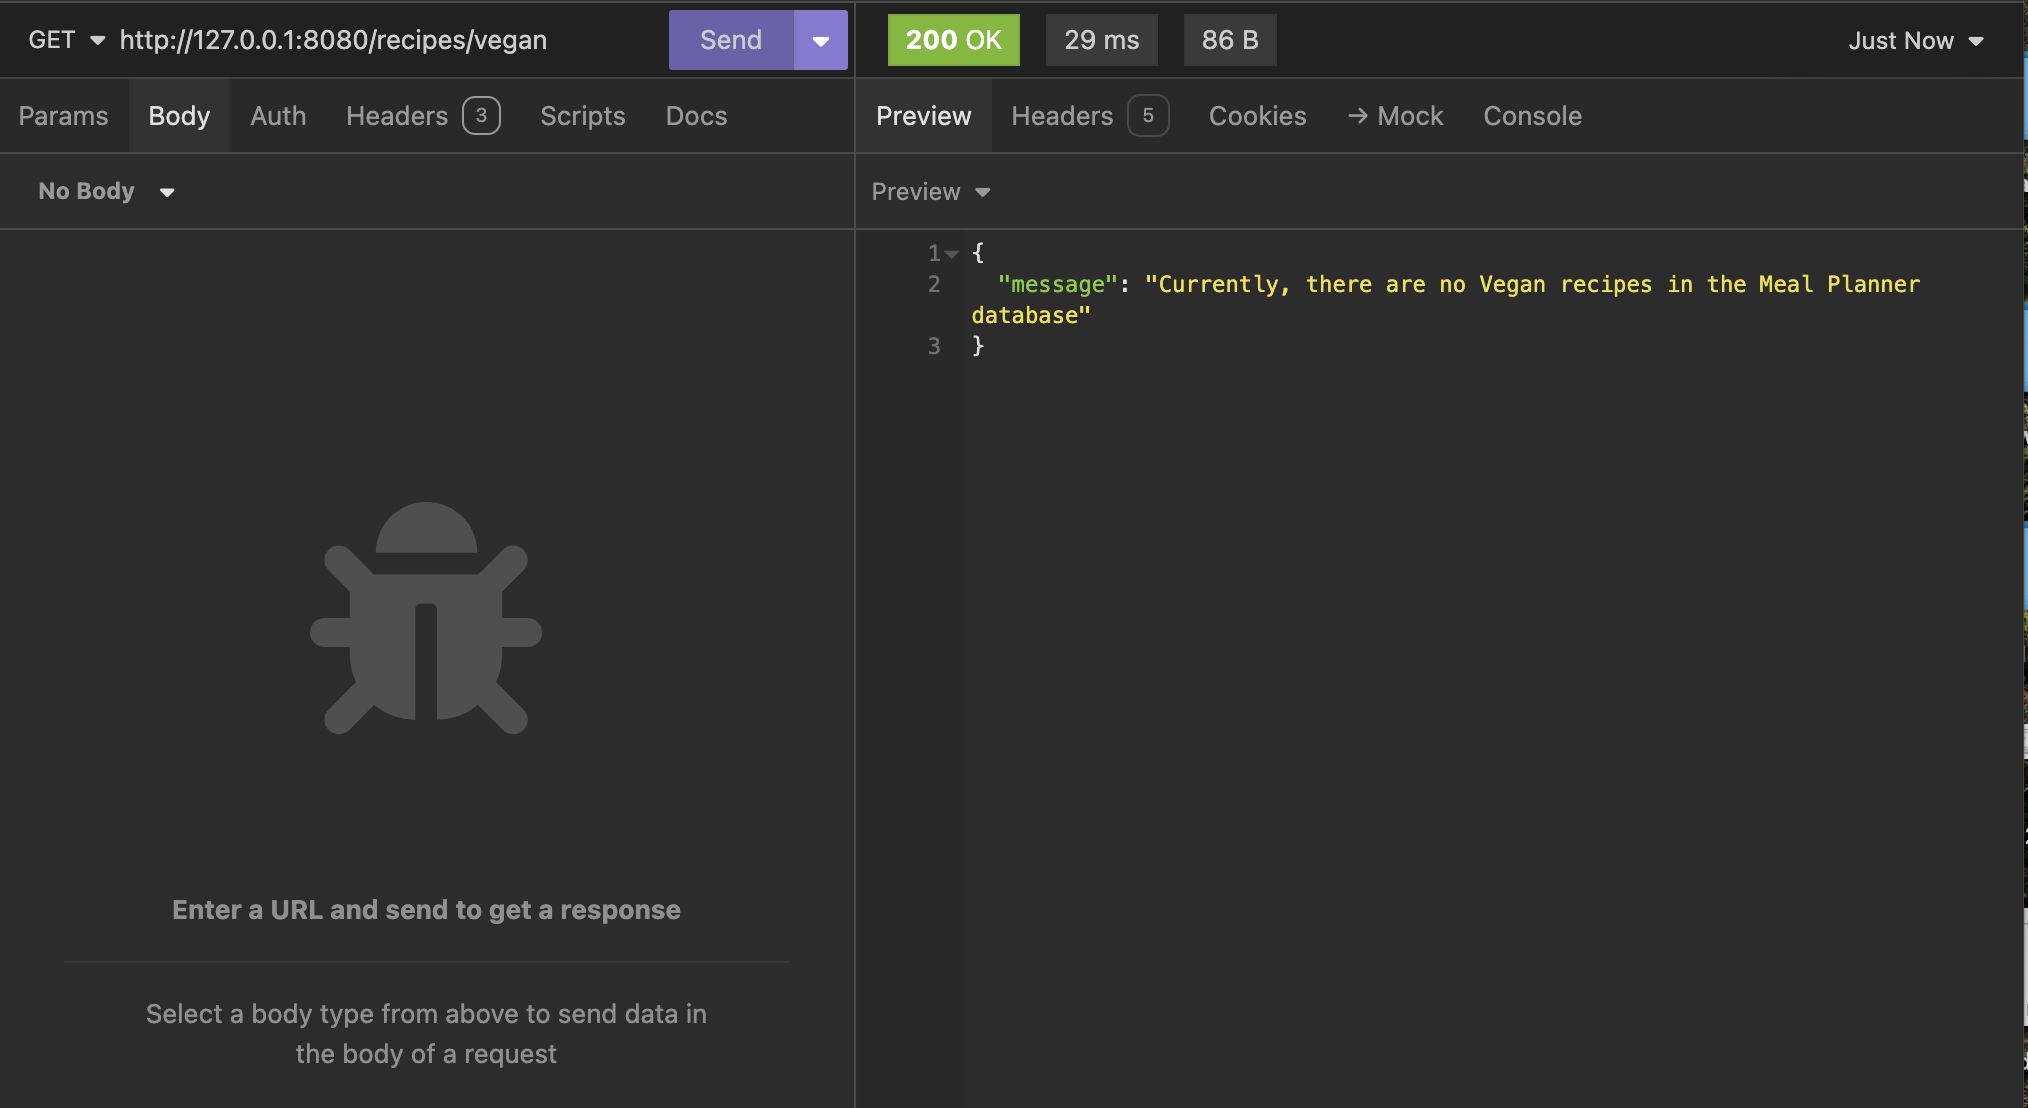 GET http://127.0.0.1:8080/recipes/vegan Send 200 OK 29 ms 86 B Just Now
Params Body Auth Headers 3 Scripts Docs
Preview Headers 5 Cookies → Mock Console
No Body
Preview
1 {
2 "message": "Currently, there are no Vegan recipes in the Meal Planner
database"
3 }
Enter a URL and send to get a response
Select a body type from above to send data in
the body of a request